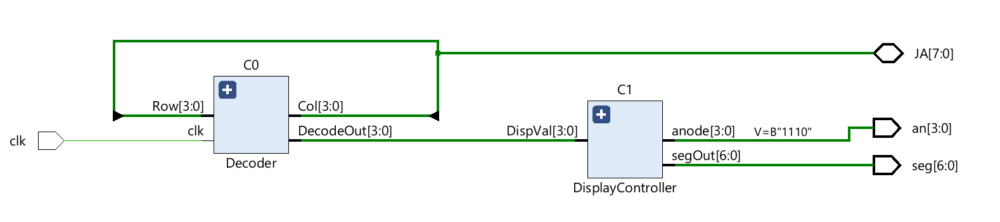 JA[7:0]
C0
Row[3:0]
Col[3:0]
clk
clk
DecodeOut[3:0]
Decoder
C1
DispVal[3:0]
anode[3:0]
V=B"1110"
an[3:0]
segOut[6:0]
seg[6:0]
DisplayController